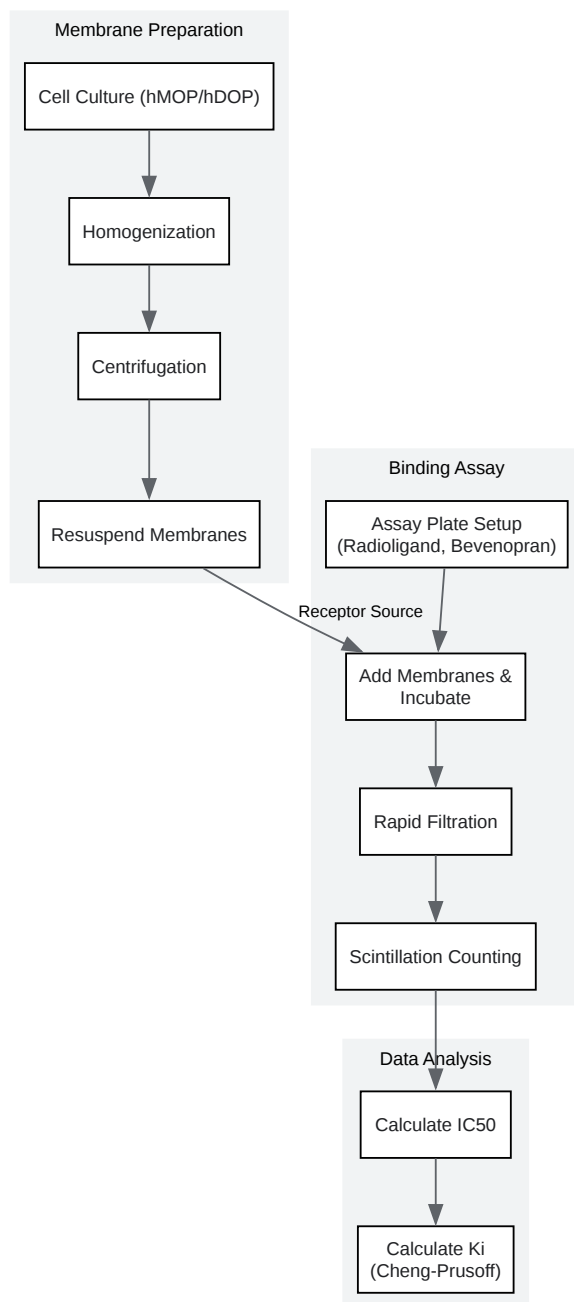 Membrane Preparation
Cell Culture (hMOP/hDOP)
Homogenization
Centrifugation
Resuspend Membranes
Binding Assay
Assay Plate Setup
(Radioligand, Bevenopran)
Receptor Source
Add Membranes &
Incubate
Rapid Filtration
Scintillation Counting
Data Analysis
Calculate IC50
Calculate Ki
(Cheng-Prusoff)